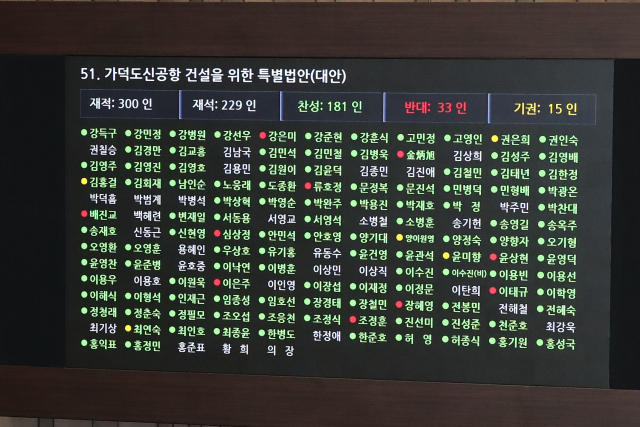 51. 가덕도신공항 건설을 위한 특별법안(대안)
재적: 300 인 재석: 229 인 찬성: 181 인 반대: 33 인 기권: 15 인
강득구 강민정 강병원 강선우 강은미 강준현 강훈식 고민정 고영인 권은희 권인숙
권칠승 김경만 김교흥 김남국 김민석 김민철 김병욱 金炳旭 김상희 김성주 김영배
김영주 김영진 김영호 김용민 김원이 김윤덕 김종민 김진애 김철민 김태년 김한정
김홍걸 김회재 남인순 노웅래 도종환 류호정 문정복 문진석 민병덕 민형배 박광온
박덕흠 박범계 박병석 박상혁 박영순 박완주 박용진 박재호 박 정 박주민 박찬대
배진교 백혜련 변재일 서동용 서영교 서영석 소병철 소병훈 송기헌 송영길 송옥주
송재호 신동근 신현영 심상정 안민석 안호영 양기대 양이원영 양정숙 양향자 오기형
오영환 오영훈 용혜인 우상호 유기홍 유동수 윤건영 윤관석 윤미향 윤상현 윤영덕
윤영찬 윤준병 윤호중 이낙연 이병훈 이상민 이상직 이수진 이수진(비) 이용빈 이용선
이용우 이용호 이원욱 이은주 이인영 이장섭 이재정 이정문 이탄희 이태규 이학영
이해식 이형석 인재근 임종성 임호선 장경태 장철민 장혜영 전봉민 전해철 전혜숙
정청래 정춘숙 정필모 조오섭 조응천 조정식 조정훈 진선미 진성준 천준호 최강욱
최기상 최연숙 최인호 최종윤 한병도 한정애 한준호 허 영 허종식 홍기원 홍성국
홍익표 홍정민 홍준표 황 희 의 장